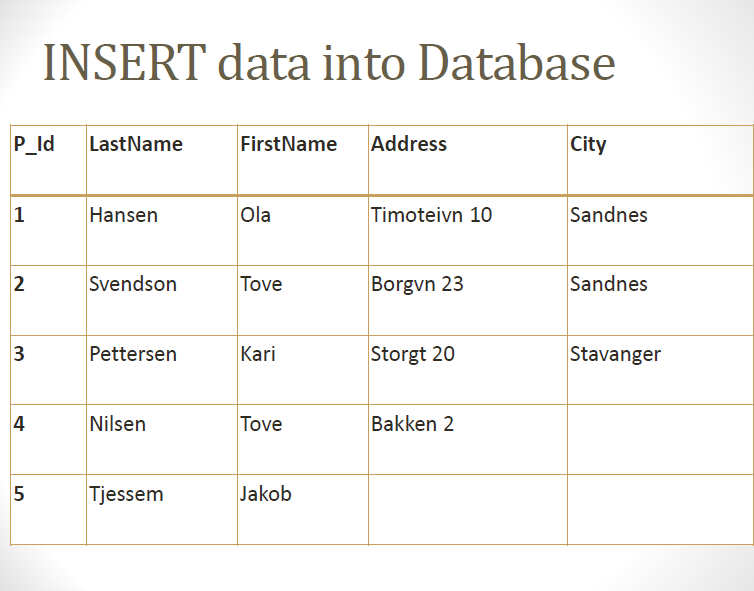 INSERT data into Database
P_Id LastName FirstName Address City
1 Hansen Ola Timoteivn 10 Sandnes
2 Svendson Tove Borgvn 23 Sandnes
3 Pettersen Kari Storgt 20 Stavanger
4 Nilsen Tove Bakken 2
5 Tjessem Jakob